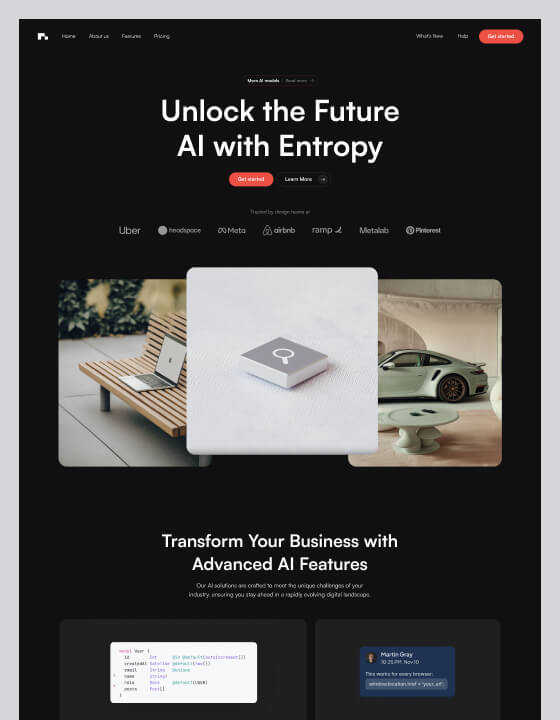 Home About us Features Pricing What's New Help Get started
More AI models Read more →
Unlock the Future
AI with Entropy
Get started Learn More →
Trusted by design teams at
Uber headspace Meta airbnb ramp Metalab Pinterest
Transform Your Business with
Advanced AI Features
Our AI solutions are crafted to meet the unique challenges of your
industry, ensuring you stay ahead in a rapidly evolving digital landscape.
model User {
id Int @id @default(autoincrement())
createdAt DateTime @default(now())
email String @unique
name String?
role Role @default(USER)
posts Post[]
}
Martin Gray
10:25 PM, Nov 10
This works for every browser:
window.location.href = 'your_url';